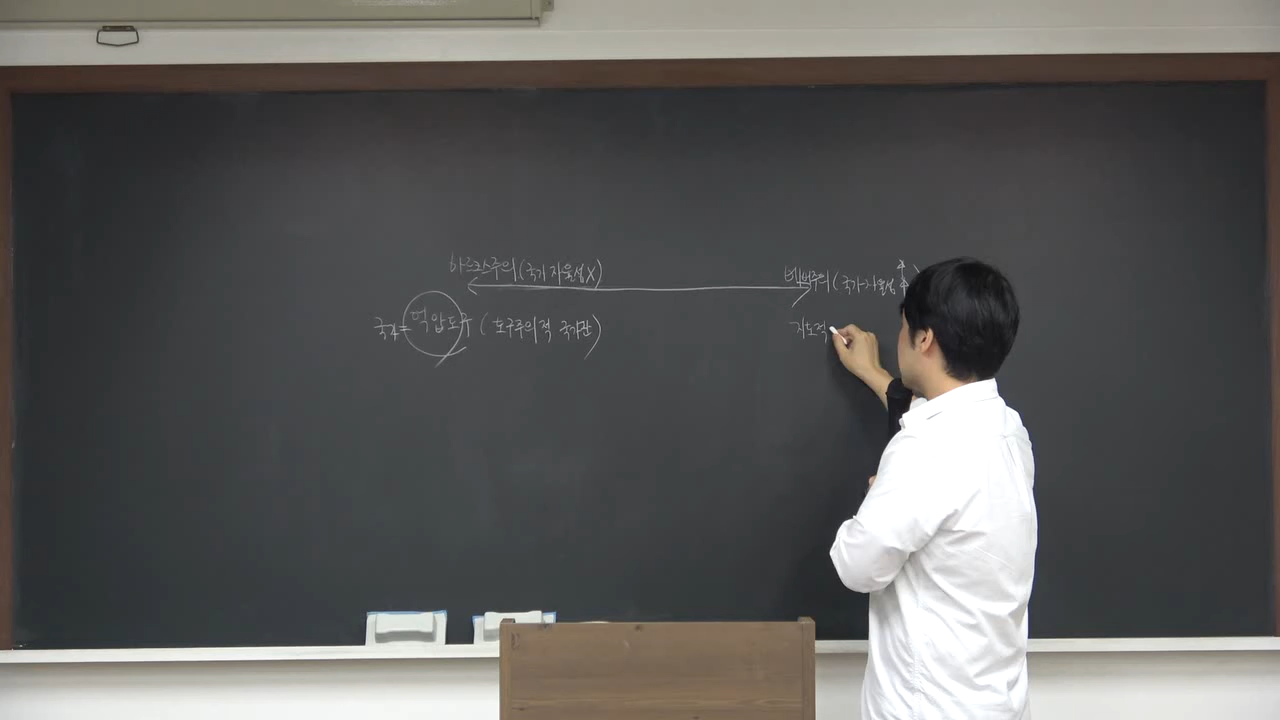 마르크스주의(국가 자율성X)
베버주의(국가 자율성
국가=억압도구 (도구주의적 국가관)
제도적